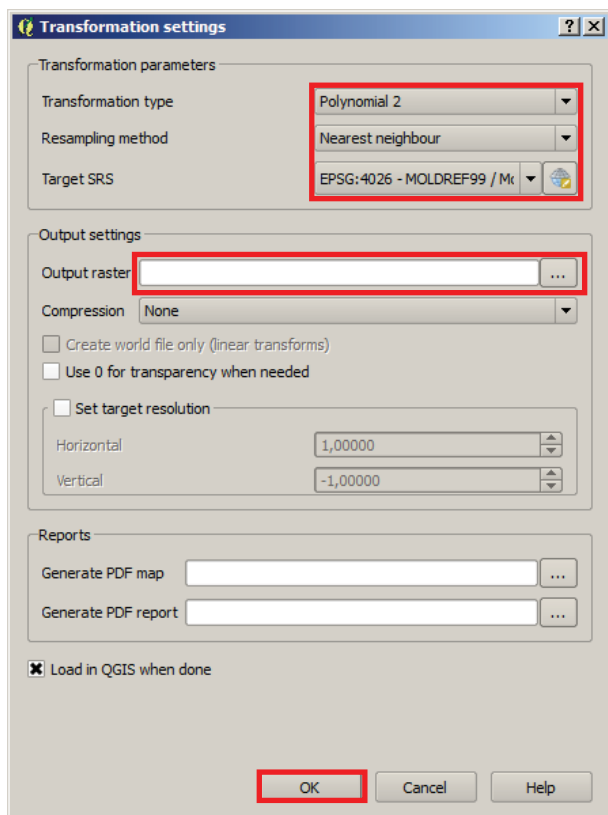 Transformation settings
Transformation parameters
Transformation type Polynomial 2
Resampling method Nearest neighbour
Target SRS EPSG:4026 - MOLDREF99 / Mo
Output settings
Output raster ...
Compression None
Create world file only (linear transforms)
Use 0 for transparency when needed
Set target resolution
Horizontal 1,00000
Vertical -1,00000
Reports
Generate PDF map ...
Generate PDF report ...
Load in QGIS when done
OK Cancel Help